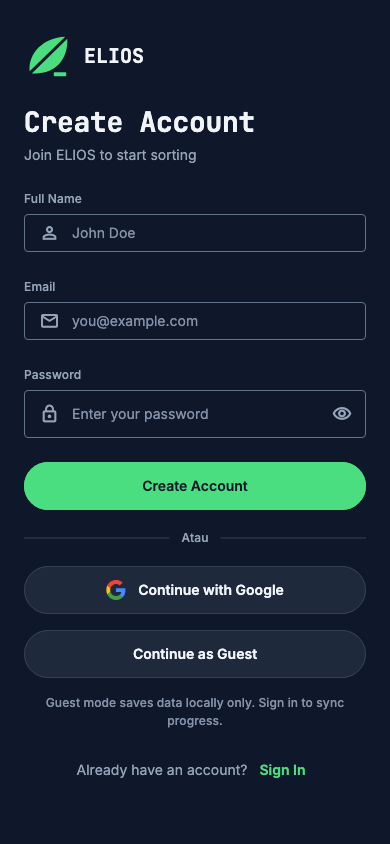 ELIOS
Create Account
Join ELIOS to start sorting
Full Name
John Doe
Email
you@example.com
Password
Enter your password
Create Account
Atau
Continue with Google
Continue as Guest
Guest mode saves data locally only. Sign in to sync
progress.
Already have an account? Sign In